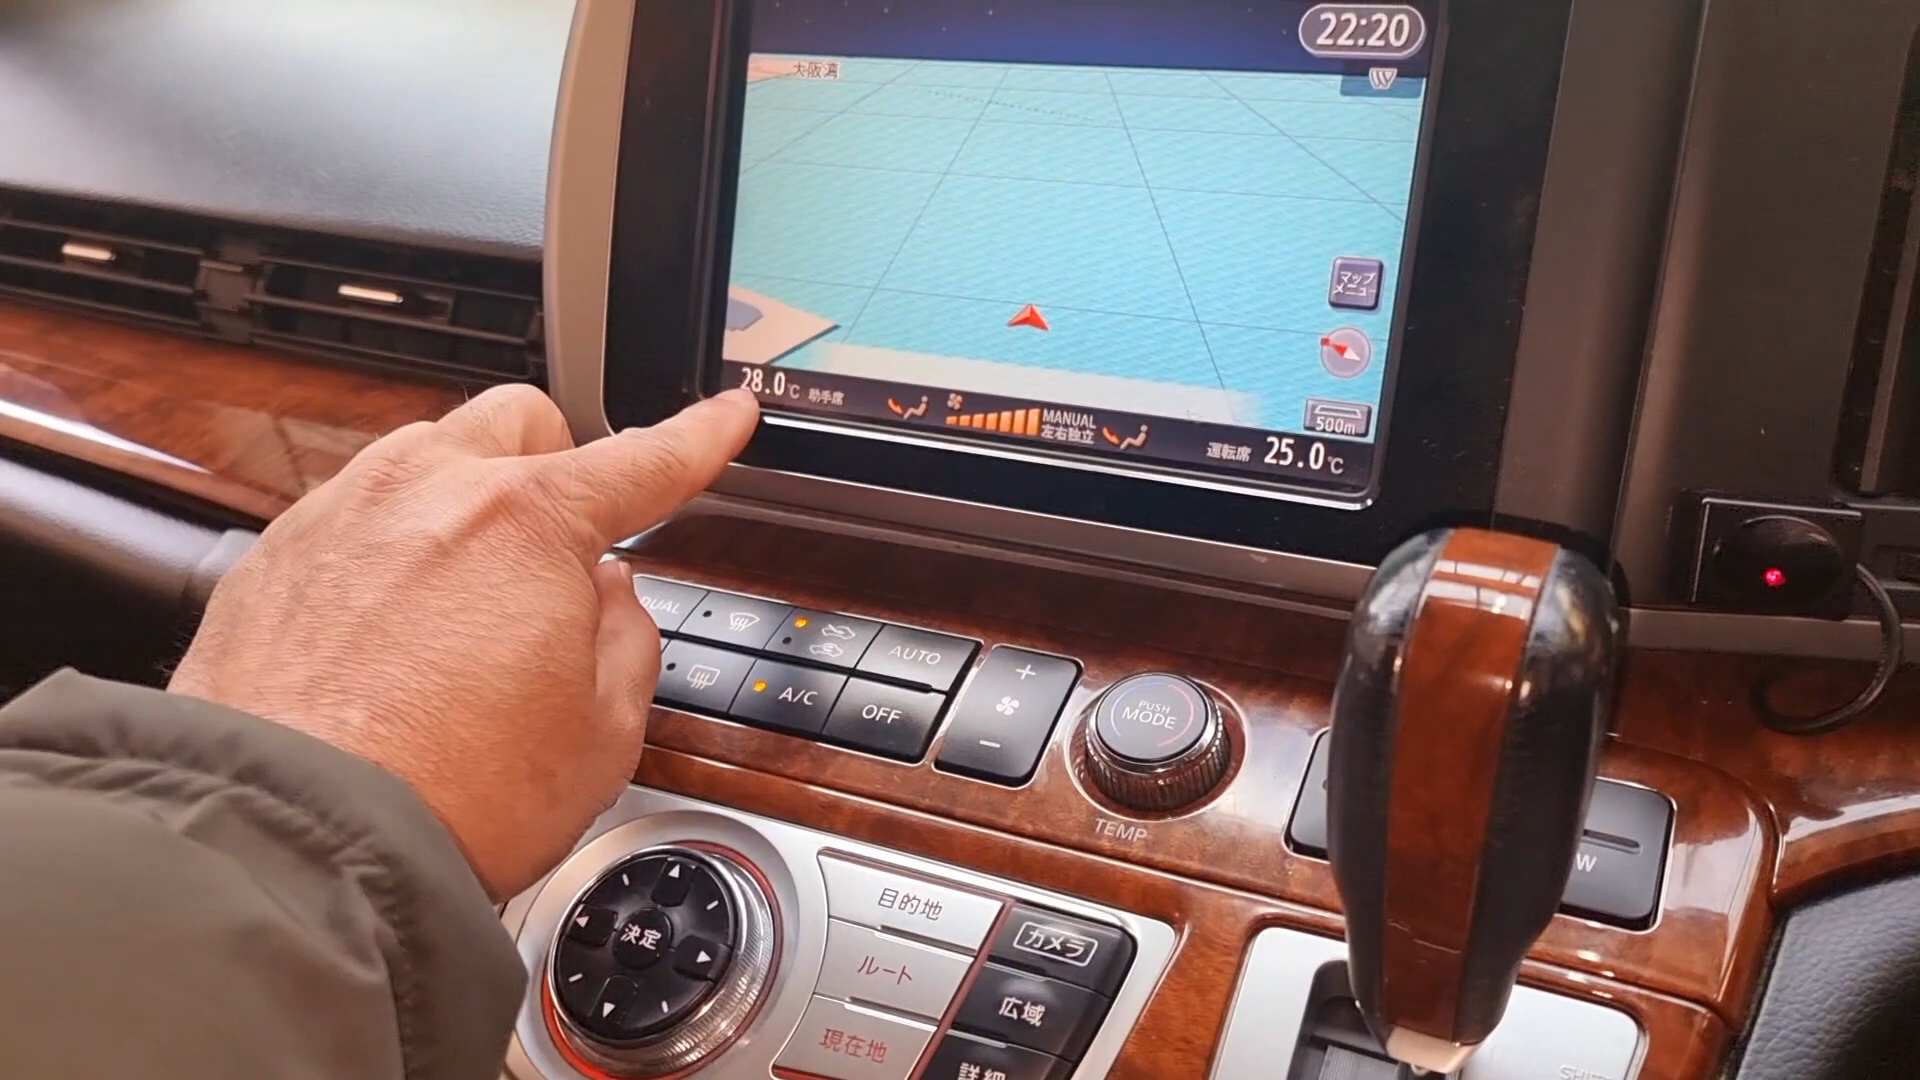 22:20
大阪湾
マップ
メニュー
28.0℃ 助手席
MANUAL
左右独立
500m
運転席 25.0℃
DUAL
AUTO
A/C
OFF
+
−
PUSH
MODE
TEMP
W
決定
目的地
カメラ
ルート
広域
現在地
詳細